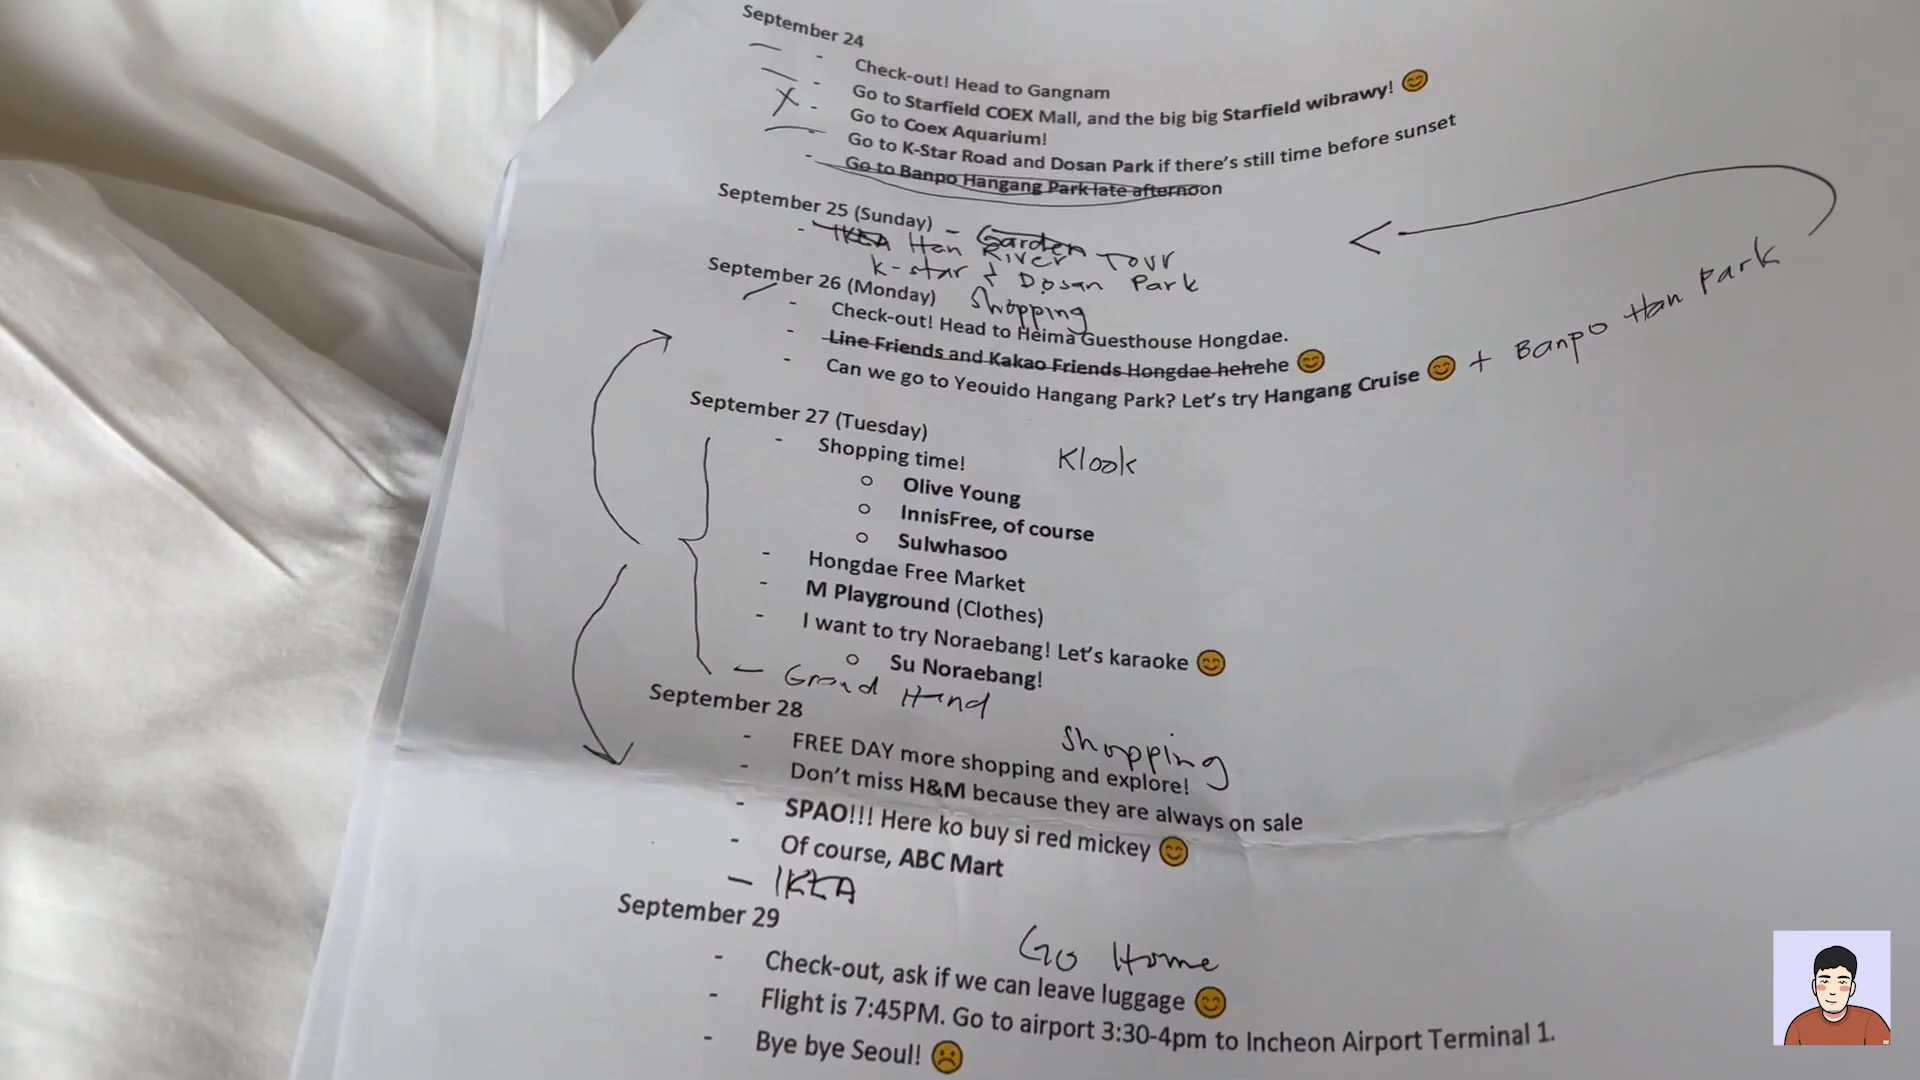 September 24
- Check-out! Head to Gangnam
- Go to Starfield COEX Mall, and the big big Starfield wibrawy! 😊
X - Go to Coex Aquarium!
- Go to K-Star Road and Dosan Park if there's still time before sunset
- Go to Banpo Hangang Park late afternoon
September 25 (Sunday) - Garden Tour
- IKEA Han River
K-star & Dosan Park
September 26 (Monday) Shopping
- Check-out! Head to Heima Guesthouse Hongdae.
- Line Friends and Kakao Friends Hongdae hehehe 😊
- Can we go to Yeouido Hangang Park? Let's try Hangang Cruise 😊 + Banpo Han Park
September 27 (Tuesday)
- Shopping time! Klook
o Olive Young
o InnisFree, of course
o Sulwhasoo
- Hongdae Free Market
- M Playground (Clothes)
- I want to try Noraebang! Let's karaoke 😊
o Su Noraebang!
- Grand Hand
September 28 Shopping
- FREE DAY more shopping and explore!
- Don't miss H&M because they are always on sale
- SPAO!!! Here ko buy si red mickey 😊
- Of course, ABC Mart
- IKEA
September 29 Go Home
- Check-out, ask if we can leave luggage 😊
- Flight is 7:45PM. Go to airport 3:30-4pm to Incheon Airport Terminal 1.
- Bye bye Seoul! ☹